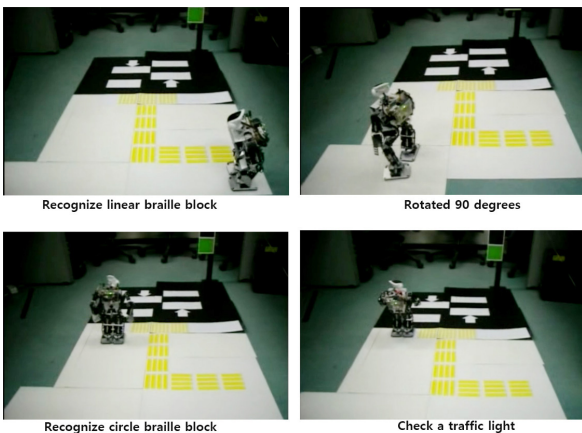 Recognize linear braille block
Rotated 90 degrees
Recognize circle braille block
Check a traffic light